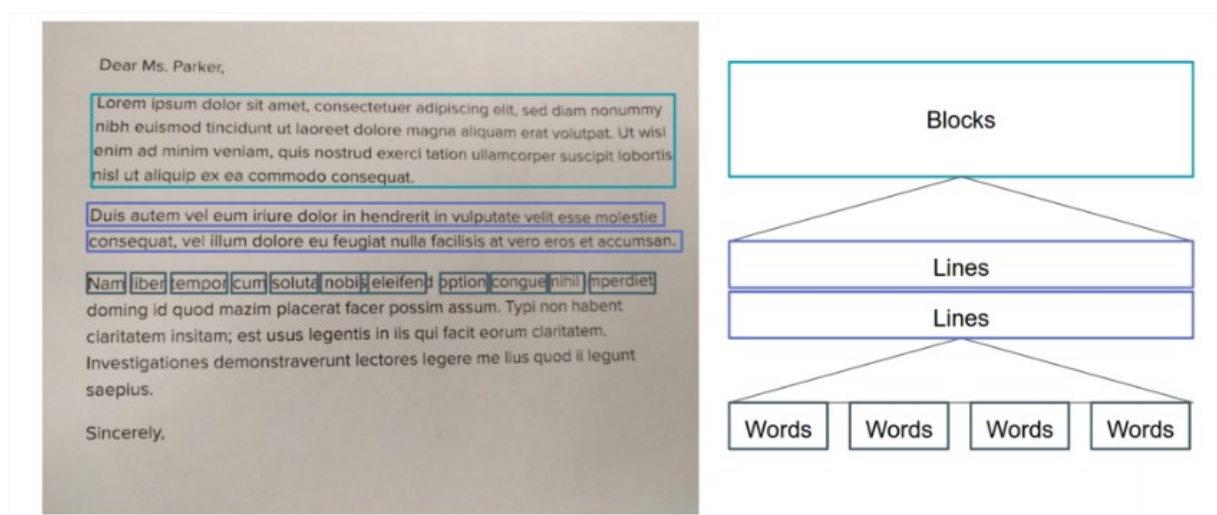 Dear Ms. Parker,
Lorem ipsum dolor sit amet, consectetuer adipiscing elit, sed diam nonummy
nibh euismod tincidunt ut laoreet dolore magna aliquam erat volutpat. Ut wisi
enim ad minim veniam, quis nostrud exerci tation ullamcorper suscipit lobortis
nisl ut aliquip ex ea commodo consequat.
Duis autem vel eum iriure dolor in hendrerit in vulputate velit esse molestie
consequat, vel illum dolore eu feugiat nulla facilisis at vero eros et accumsan.
Nam liber tempor cum soluta nobis eleifend option congue nihil mperdiet
doming id quod mazim placerat facer possim assum. Typi non habent
claritatem insitam; est usus legentis in iis qui facit eorum claritatem.
Investigationes demonstraverunt lectores legere me lius quod ii legunt
saepius.
Sincerely,
Blocks
Lines
Lines
Words Words Words Words